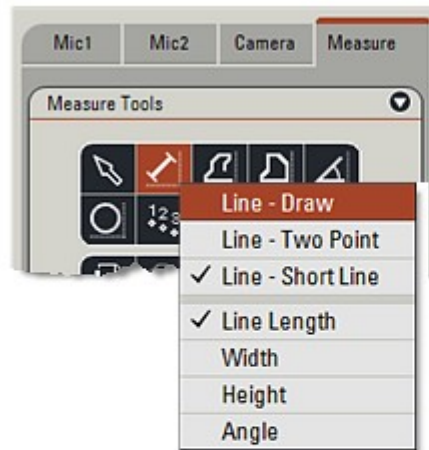 Mic1 Mic2 Camera Measure
Measure Tools
123
Line - Draw
Line - Two Point
Line - Short Line
Line Length
Width
Height
Angle